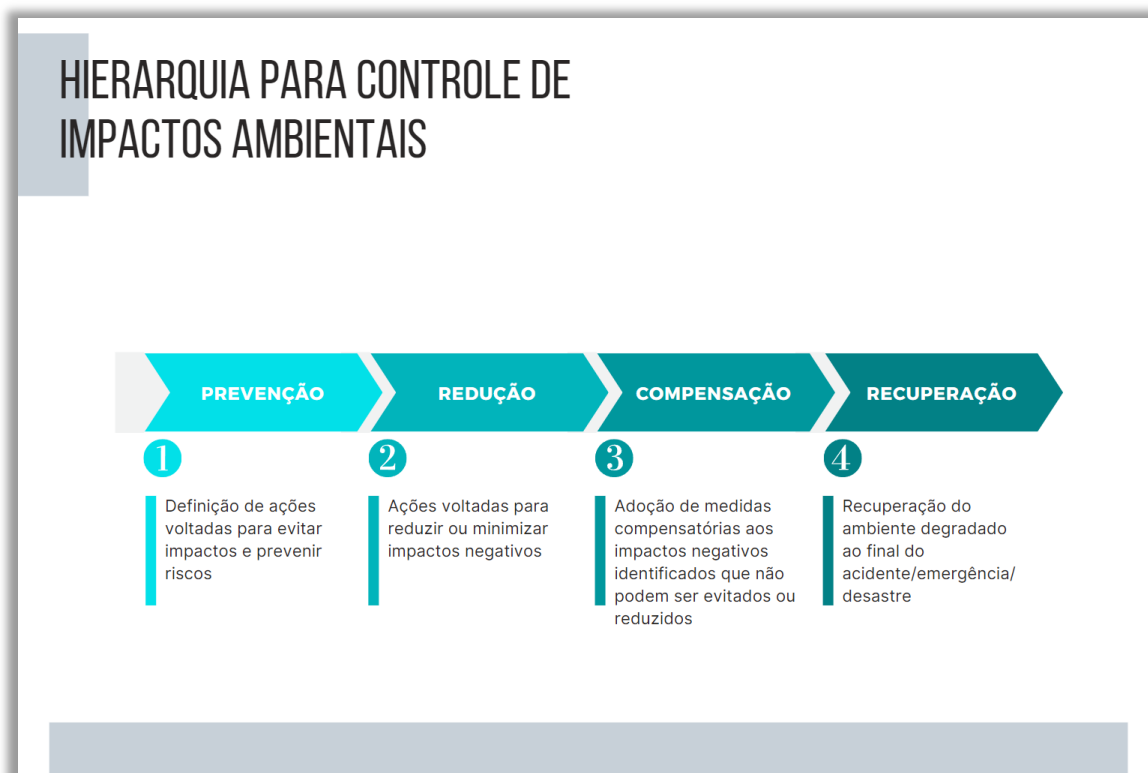 HIERARQUIA PARA CONTROLE DE
IMPACTOS AMBIENTAIS
PREVENÇÃO
REDUÇÃO
COMPENSAÇÃO
RECUPERAÇÃO
1
Definição de ações
voltadas para evitar
impactos e prevenir
riscos
2
Ações voltadas para
reduzir ou minimizar
impactos negativos
3
Adoção de medidas
compensatórias aos
impactos negativos
identificados que não
podem ser evitados ou
reduzidos
4
Recuperação do
ambiente degradado
ao final do
acidente/emergência/
desastre